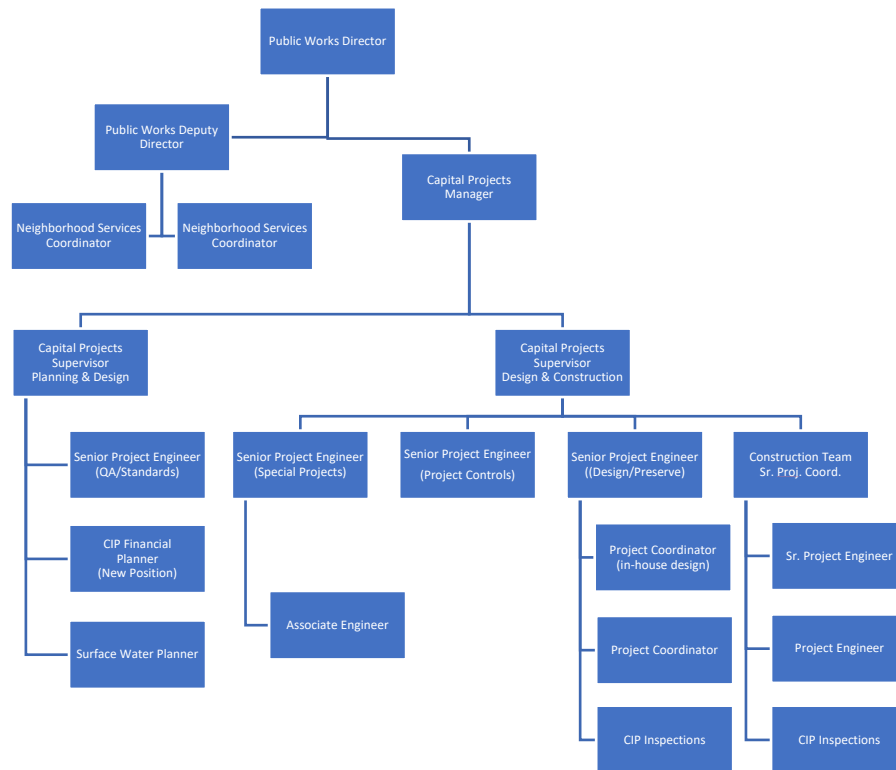 Public Works Director
Public Works Deputy
Director
Capital Projects
Manager
Neighborhood Services
Coordinator
Neighborhood Services
Coordinator
Capital Projects
Supervisor
Planning & Design
Capital Projects
Supervisor
Design & Construction
Senior Project Engineer
(QA/Standards)
Senior Project Engineer
(Special Projects)
Senior Project Engineer
(Project Controls)
Senior Project Engineer
((Design/Preserve)
Construction Team
Sr. Proj. Coord.
CIP Financial
Planner
(New Position)
Project Coordinator
(in-house design)
Sr. Project Engineer
Surface Water Planner
Associate Engineer
Project Coordinator
Project Engineer
CIP Inspections
CIP Inspections